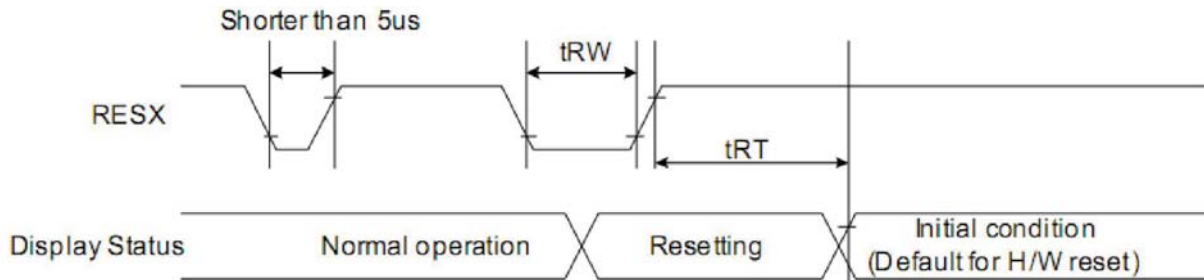 Shorter than 5us
tRW
RESX
tRT
Display Status
Normal operation
Resetting
Initial condition
(Default for H/W reset)